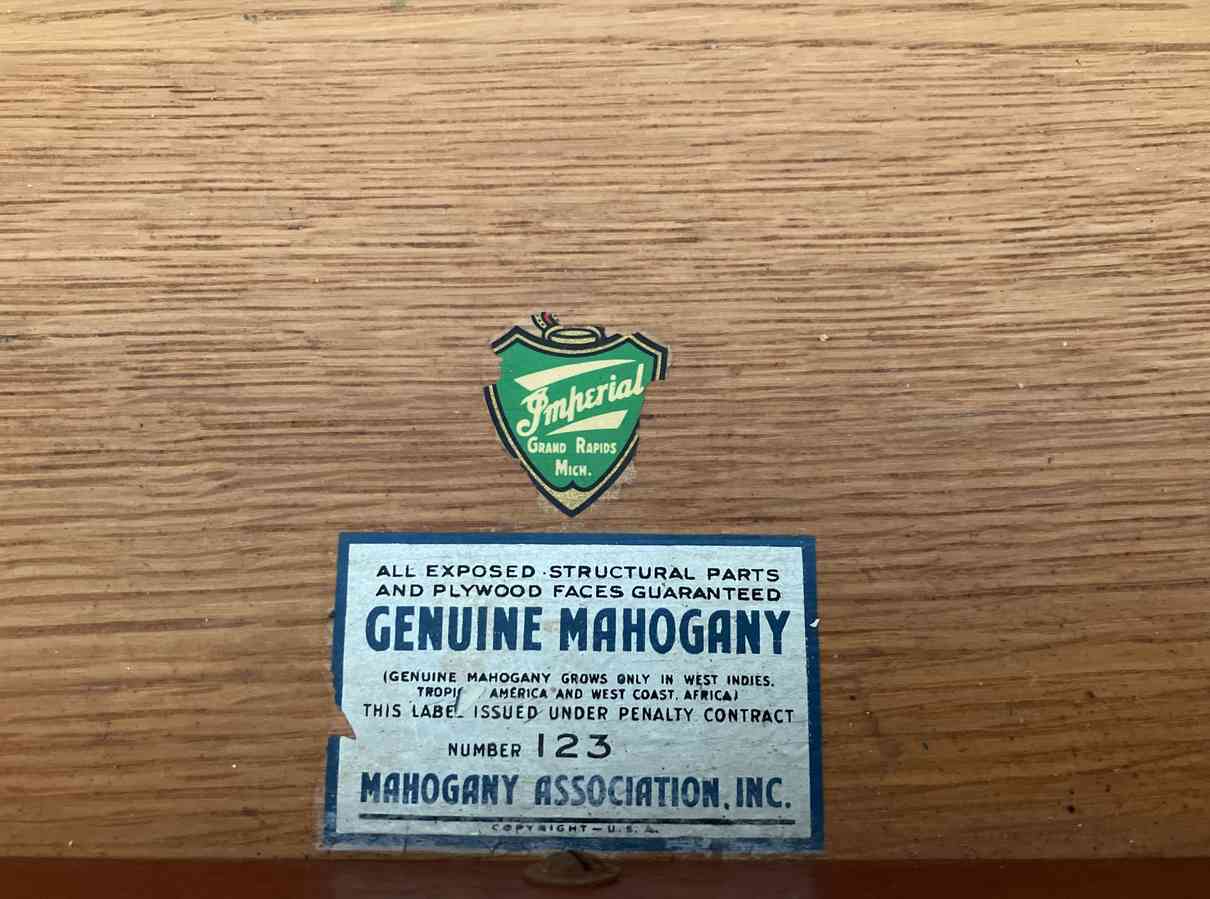 Imperial
GRAND RAPIDS
MICH.
ALL EXPOSED STRUCTURAL PARTS
AND PLYWOOD FACES GUARANTEED
GENUINE MAHOGANY
(GENUINE MAHOGANY GROWS ONLY IN WEST INDIES,
AMERICA AND WEST COAST, AFRICA)
THIS LABEL ISSUED UNDER PENALTY CONTRACT
NUMBER 123
MAHOGANY ASSOCIATION, INC.
COPYRIGHT—U.S.A.